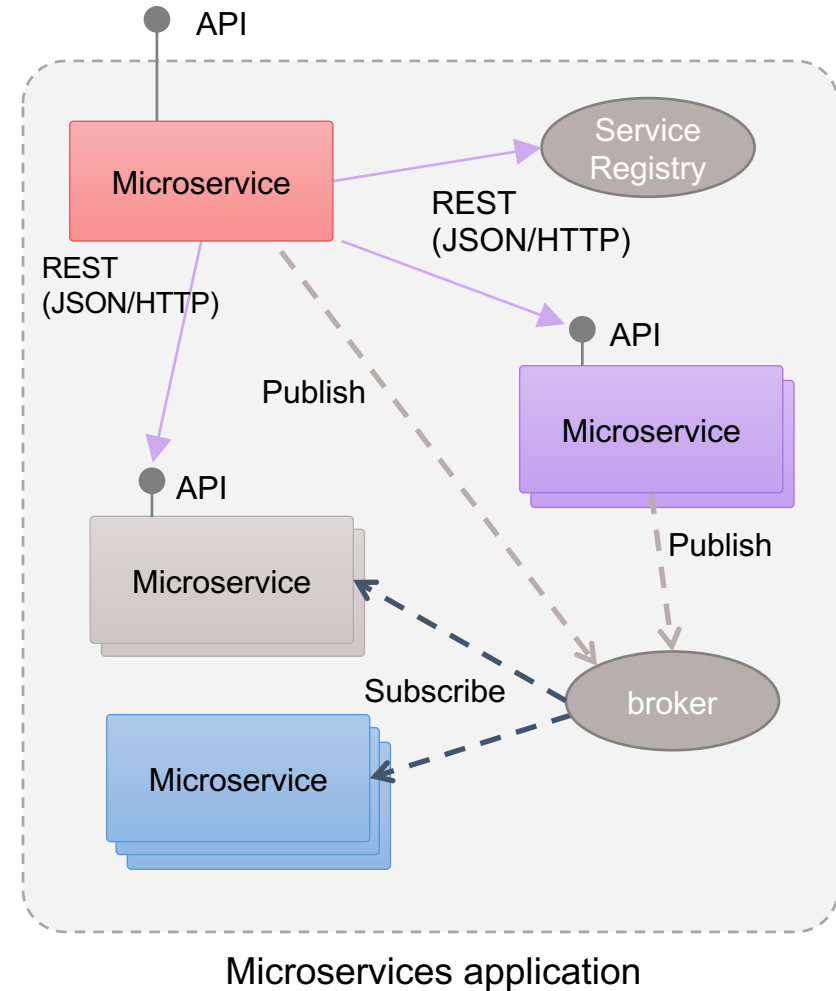 API
Microservice
Service
Registry
REST
(JSON/HTTP)
REST
(JSON/HTTP)
API
Publish
Microservice
API
Publish
Microservice
Subscribe
broker
Microservice
Microservices application